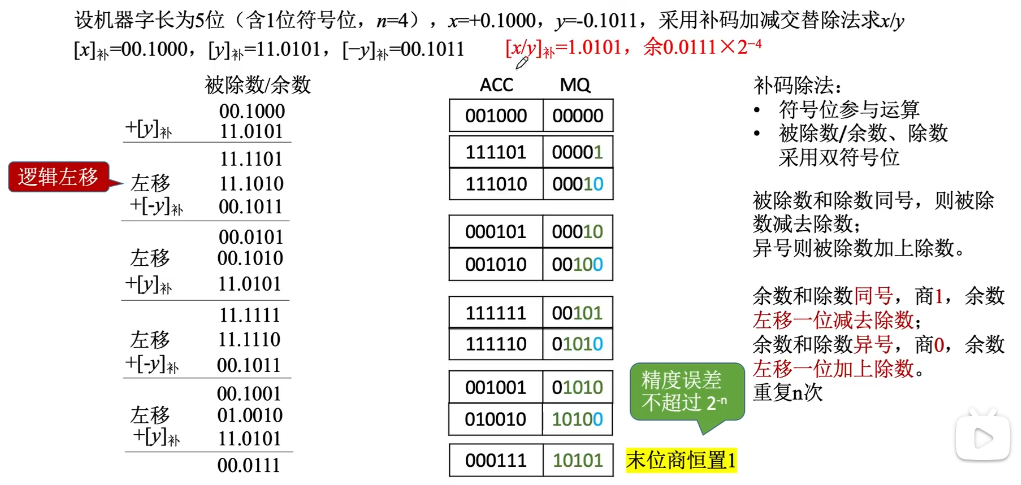 设机器字长为5位（含1位符号位，n=4），x=+0.1000，y=-0.1011，采用补码加减交替除法求x/y
[x]补=00.1000，[y]补=11.0101，[−y]补=00.1011
[x/y]补=1.0101，余0.0111×2⁻⁴
被除数/余数
00.1000
+[y]补 11.0101
11.1101
逻辑左移
左移 11.1010
+[-y]补 00.1011
00.0101
左移 00.1010
+[y]补 11.0101
11.1111
左移 11.1110
+[-y]补 00.1011
00.1001
左移 01.0010
+[y]补 11.0101
00.0111
ACC MQ
001000 00000
111101 00001
111010 00010
000101 00010
001010 00100
111111 00101
111110 01010
001001 01010
010010 10100
000111 10101
精度误差
不超过 2⁻ⁿ
末位商恒置1
补码除法：
• 符号位参与运算
• 被除数/余数、除数
采用双符号位
被除数和除数同号，则被除
数减去除数；
异号则被除数加上除数。
余数和除数同号，商1，余数
左移一位减去除数；
余数和除数异号，商0，余数
左移一位加上除数。
重复n次